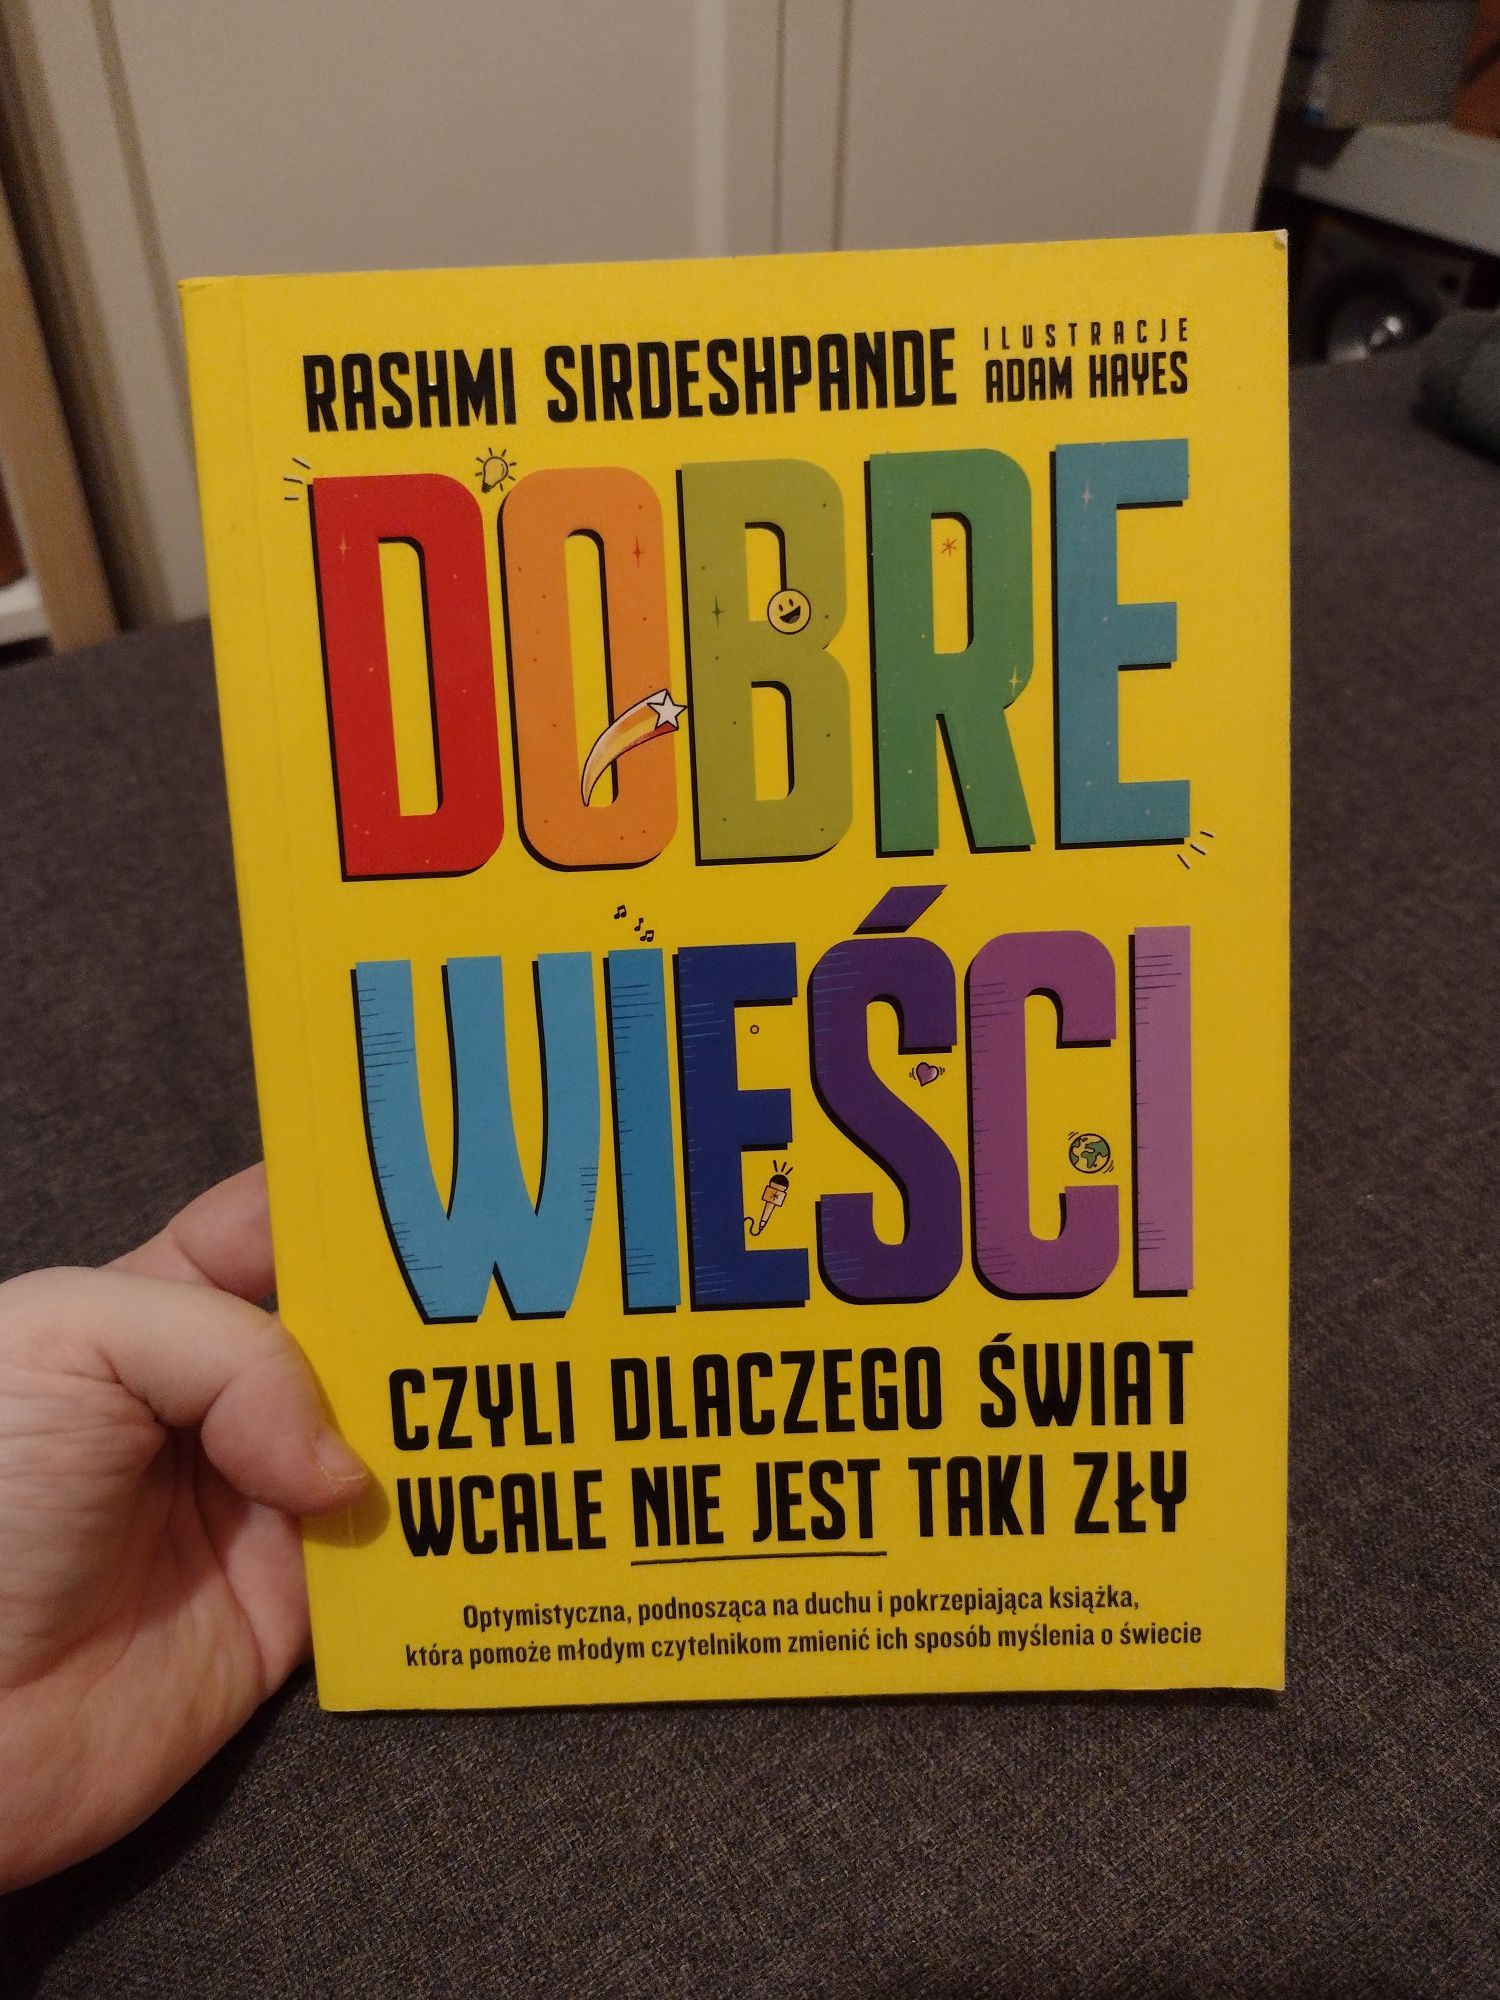 RASHMI SIRDESHPANDE
ILUSTRACJE
ADAM HAYES
DOBRE
WIEŚCI
CZYLI DLACZEGO ŚWIAT
WCALE NIE JEST TAKI ZŁY
Optymistyczna, podnosząca na duchu i pokrzepiająca książka,
która pomoże młodym czytelnikom zmienić ich sposób myślenia o świecie